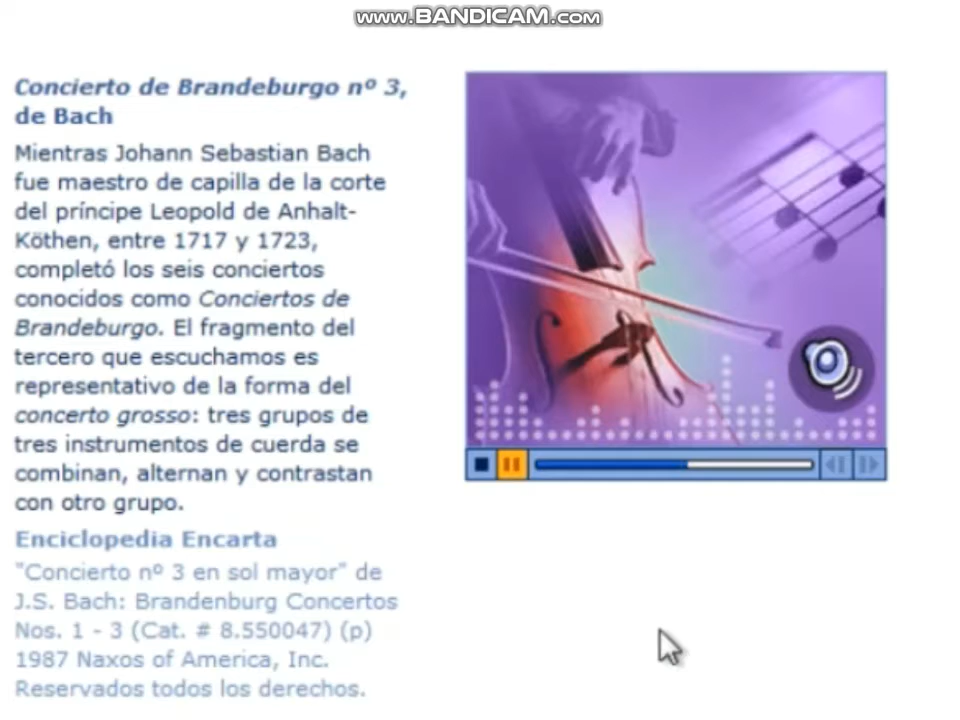 www.BANDICAM.com
Concierto de Brandeburgo nº 3,
de Bach
Mientras Johann Sebastian Bach
fue maestro de capilla de la corte
del príncipe Leopold de Anhalt-
Köthen, entre 1717 y 1723,
completó los seis conciertos
conocidos como Conciertos de
Brandeburgo. El fragmento del
tercero que escuchamos es
representativo de la forma del
concerto grosso: tres grupos de
tres instrumentos de cuerda se
combinan, alternan y contrastan
con otro grupo.
Enciclopedia Encarta
"Concierto nº 3 en sol mayor" de
J.S. Bach: Brandenburg Concertos
Nos. 1 - 3 (Cat. # 8.550047) (p)
1987 Naxos of America, Inc.
Reservados todos los derechos.